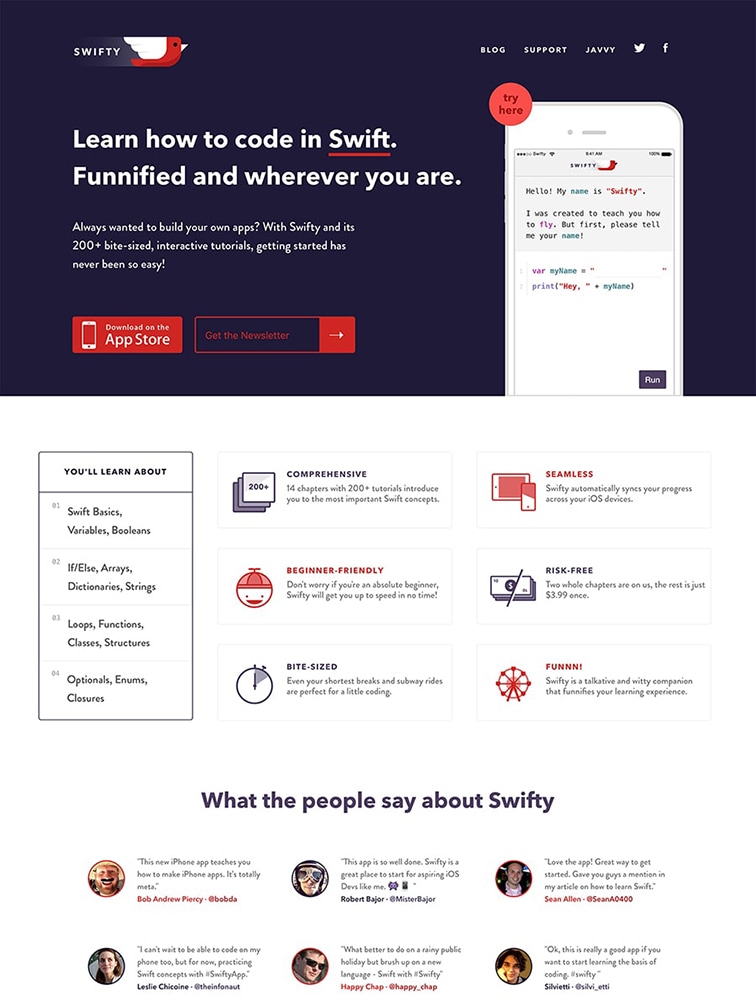 SWIFTY
BLOG SUPPORT JAVVY
Learn how to code in Swift.
Funnified and wherever you are.
Always wanted to build your own apps? With Swifty and its
200+ bite-sized, interactive tutorials, getting started has
never been so easy!
Download on the
App Store
Get the Newsletter
try
here
Swifty 9:41 AM 100%
SWIFTY
Hello! My name is "Swifty".
I was created to teach you how
to fly. But first, please tell
me your name!
1 var myName = " "
2 print("Hey, " + myName)
Run
YOU'LL LEARN ABOUT
01 Swift Basics,
Variables, Booleans
02 If/Else, Arrays,
Dictionaries, Strings
03 Loops, Functions,
Classes, Structures
04 Optionals, Enums,
Closures
200+
COMPREHENSIVE
14 chapters with 200+ tutorials introduce
you to the most important Swift concepts.
SEAMLESS
Swifty automatically syncs your progress
across your iOS devices.
BEGINNER-FRIENDLY
Don't worry if you're an absolute beginner,
Swifty will get you up to speed in no time!
10 $ 01
RISK-FREE
Two whole chapters are on us, the rest is just
$3.99 once.
BITE-SIZED
Even your shortest breaks and subway rides
are perfect for a little coding.
FUNNN!
Swifty is a talkative and witty companion
that funnifies your learning experience.
What the people say about Swifty
"This new iPhone app teaches you
how to make iPhone apps. It's totally
meta."
Bob Andrew Piercy · @bobda
"This app is so well done. Swifty is a
great place to start for aspiring iOS
Devs like me. 👾 📱 "
Robert Bajor · @MisterBajor
"Love the app! Great way to get
started. Gave you guys a mention in
my article on how to learn Swift."
Sean Allen · @SeanA0400
"I can't wait to be able to code on my
phone too, but for now, practicing
Swift concepts with #SwiftyApp."
Leslie Chicoine · @theinfonaut
"What better to do on a rainy public
holiday but brush up on a new
language - Swift with #Swifty"
Happy Chap · @happy_chap
"Ok, this is really a good app if you
want to start learning the basis of
coding. #swifty "
Silvietti · @silvi_etti